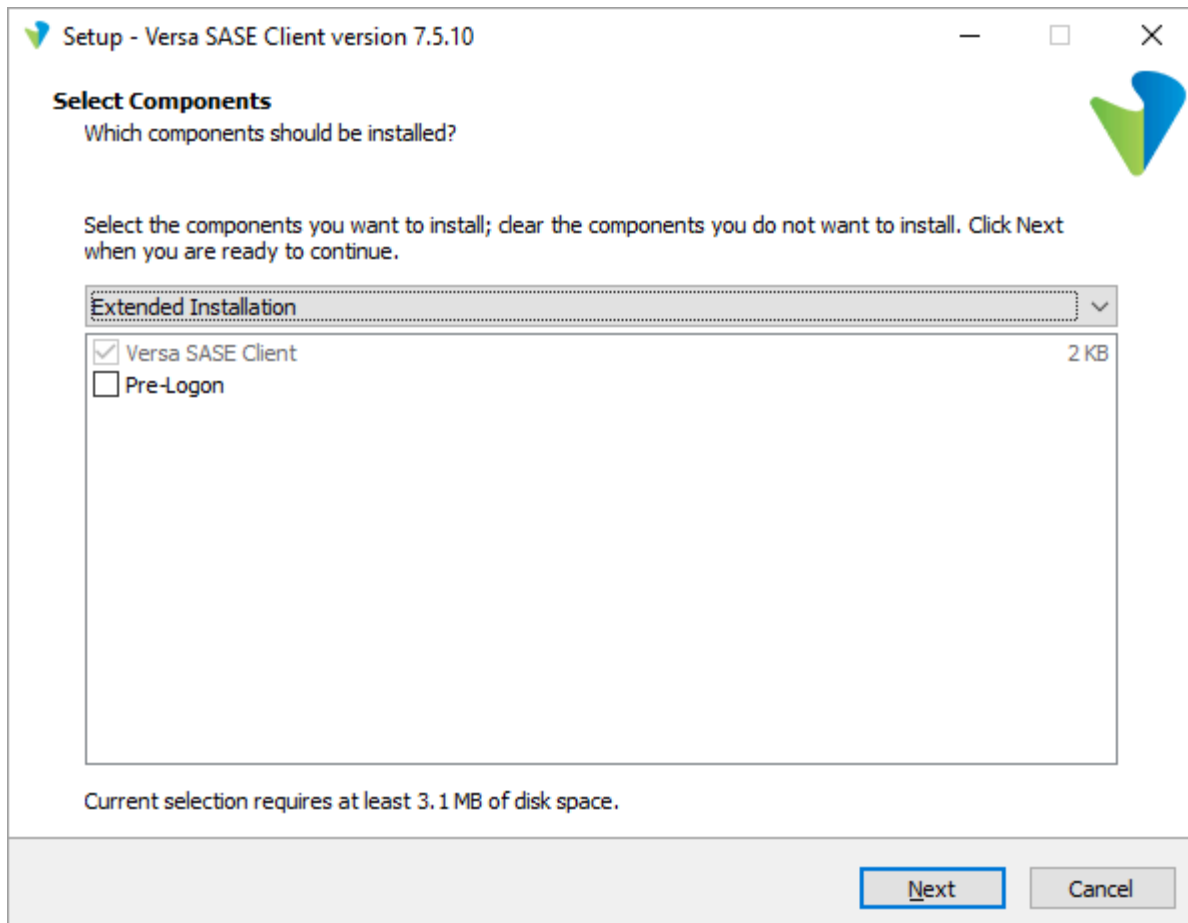 Setup - Versa SASE Client version 7.5.10
Select Components
Which components should be installed?
Select the components you want to install; clear the components you do not want to install. Click Next
when you are ready to continue.
Extended Installation
Versa SASE Client 2 KB
Pre-Logon
Current selection requires at least 3.1 MB of disk space.
Next Cancel